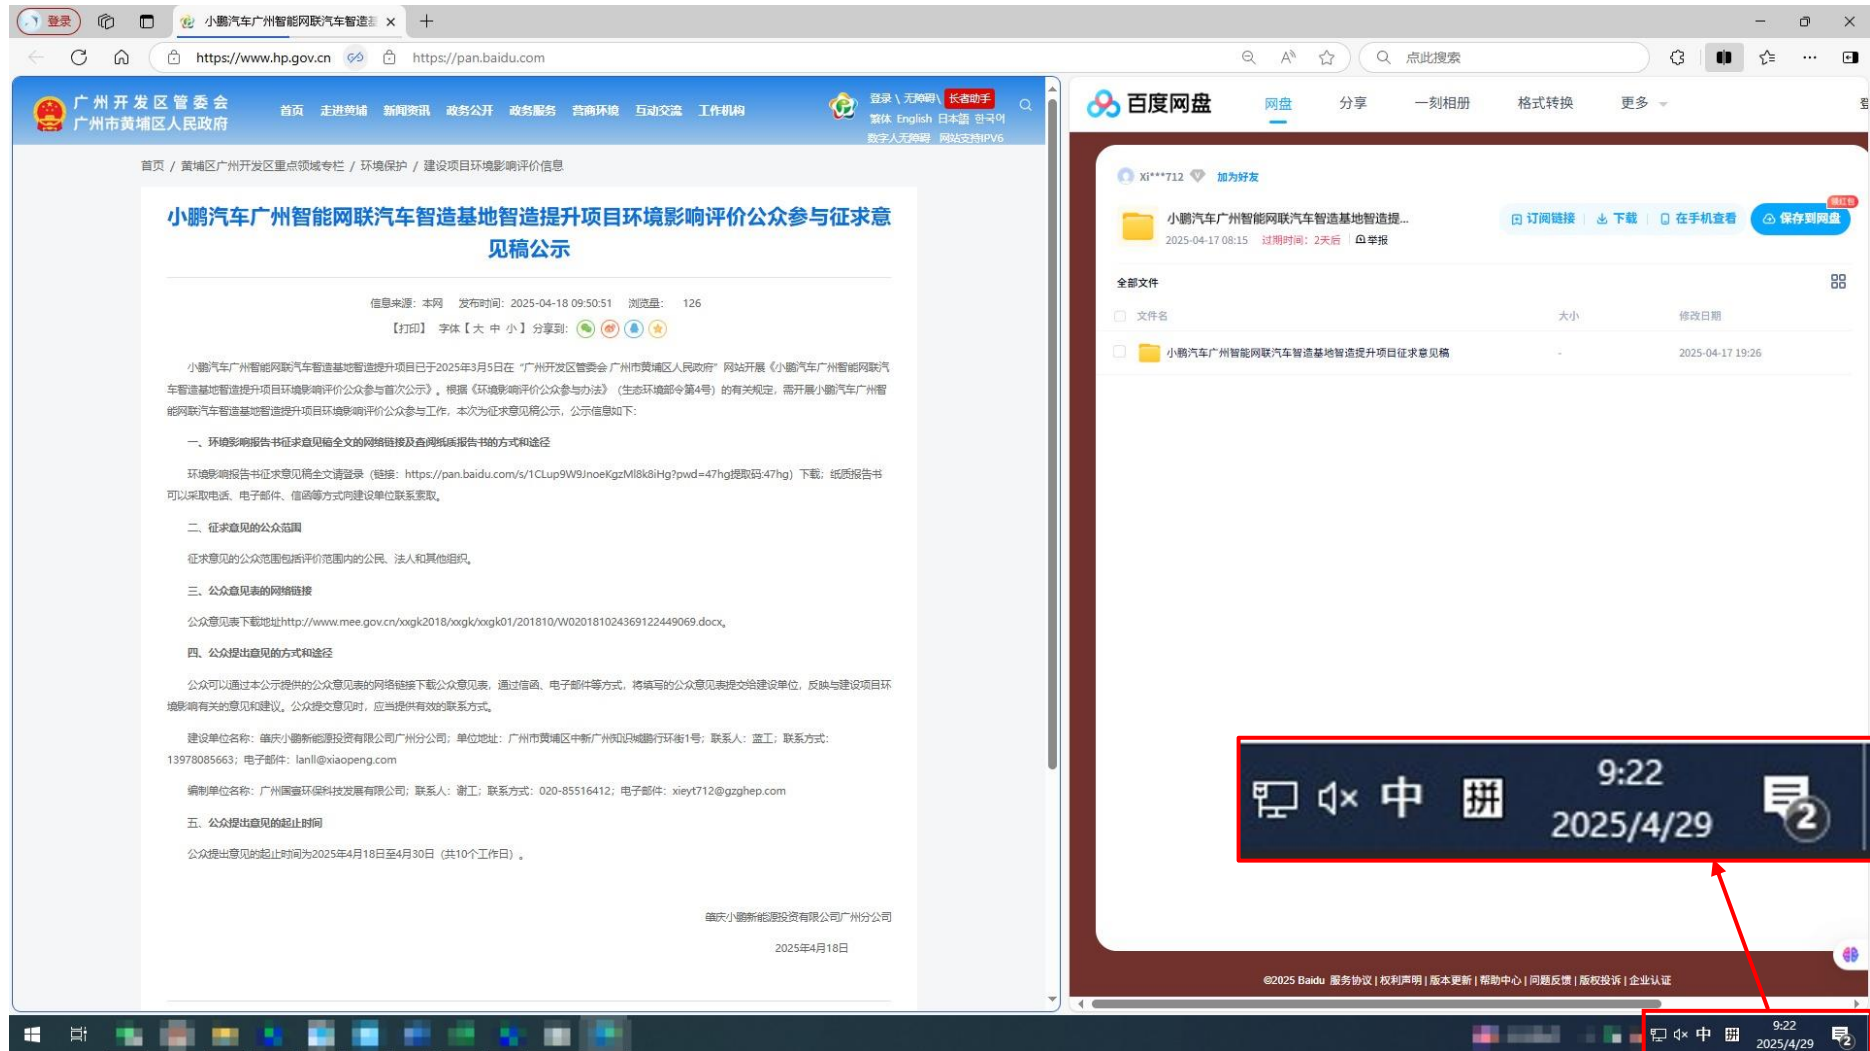 登录
小鹏汽车广州智能网联汽车智造基
https://www.hp.gov.cn
https://pan.baidu.com
点此搜索
广州开发区管委会
广州市黄埔区人民政府
首页 走进黄埔 新闻资讯 政务公开 政务服务 营商环境 互动交流 工作机构
登录 \ 无障碍 \ 长者助手
繁体 English 日本語 한국어
数字人无障碍 网站支持IPV6
首页 / 黄埔区广州开发区重点领域专栏 / 环境保护 / 建设项目环境影响评价信息
小鹏汽车广州智能网联汽车智造基地智造提升项目环境影响评价公众参与征求意
见稿公示
信息来源：本网 发布时间：2025-04-18 09:50:51 浏览量： 126
【打印】 字体【 大 中 小 】分享到:
小鹏汽车广州智能网联汽车智造基地智造提升项目已于2025年3月5日在“广州开发区管委会 广州市黄埔区人民政府”网站开展《小鹏汽车广州智能网联汽
车智造基地智造提升项目环境影响评价公众参与首次公示》。根据《环境影响评价公众参与办法》（生态环境部令第4号）的有关规定，需开展小鹏汽车广州智
能网联汽车智造基地智造提升项目环境影响评价公众参与工作，本次为征求意见稿公示，公示信息如下：
一、环境影响报告书征求意见稿全文的网络链接及查阅纸质报告书的方式和途径
环境影响报告书征求意见稿全文请登录（链接：https://pan.baidu.com/s/1CLup9W9JnoeKgzMl8k8iHg?pwd=47hg提取码:47hg）下载；纸质报告书
可以采取电话、电子邮件、信函等方式向建设单位联系索取。
二、征求意见的公众范围
征求意见的公众范围包括评价范围内的公民、法人和其他组织。
三、公众意见表的网络链接
公众意见表下载地址http://www.mee.gov.cn/xxgk2018/xxgk/xxgk01/201810/W020181024369122449069.docx。
四、公众提出意见的方式和途径
公众可以通过本公示提供的公众意见表的网络链接下载公众意见表，通过信函、电子邮件等方式，将填写的公众意见表提交给建设单位，反映与建设项目环
境影响有关的意见和建议。公众提交意见时，应当提供有效的联系方式。
建设单位名称：肇庆小鹏新能源投资有限公司广州分公司；单位地址：广州市黄埔区中新广州知识城鹏行环街1号；联系人：蓝工；联系方式：
13978085663；电子邮件：lanll@xiaopeng.com
编制单位名称：广州国寰环保科技发展有限公司；联系人：谢工；联系方式：020-85516412；电子邮件：xieyt712@gzghep.com
五、公众提出意见的起止时间
公众提出意见的起止时间为2025年4月18日至4月30日（共10个工作日）。
肇庆小鹏新能源投资有限公司广州分公司
2025年4月18日
百度网盘
网盘 分享 一刻相册 格式转换 更多
登
Xi***712 加为好友
小鹏汽车广州智能网联汽车智造基地智造提...
2025-04-17 08:15 过期时间：2天后 举报
订阅链接 下载 在手机查看 保存到网盘
领红包
全部文件
文件名 大小 修改日期
小鹏汽车广州智能网联汽车智造基地智造提升项目征求意见稿 - 2025-04-17 19:26
中 拼 9:22
2025/4/29 2
©2025 Baidu 服务协议 | 权利声明 | 版本更新 | 帮助中心 | 问题反馈 | 版权投诉 | 企业认证
中 拼 9:22
2025/4/29 2